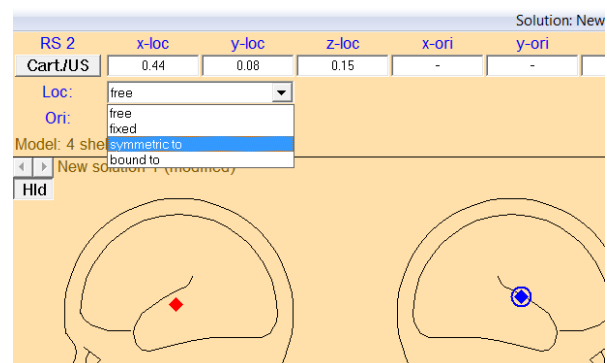 Solution: New
RS 2 x-loc y-loc z-loc x-ori y-ori
Cart./US 0.44 0.08 0.15 - -
Loc: free
free
Ori: fixed
Model: 4 she symmetric to
bound to
New solution 1 (modified)
Hld